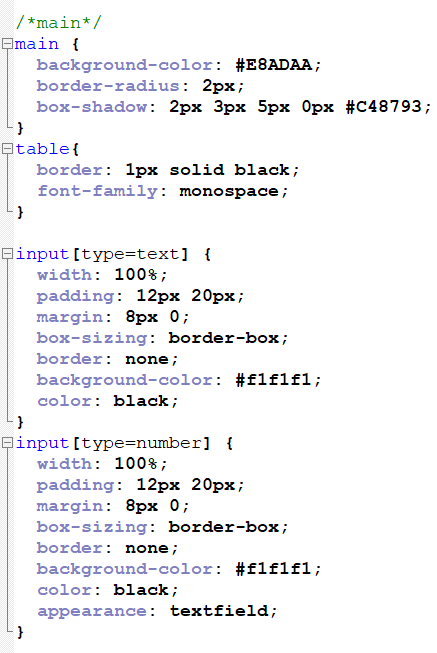 /*main*/
main {
  background-color: #E8ADAA;
  border-radius: 2px;
  box-shadow: 2px 3px 5px 0px #C48793;
}
table{
  border: 1px solid black;
  font-family: monospace;
}

input[type=text] {
  width: 100%;
  padding: 12px 20px;
  margin: 8px 0;
  box-sizing: border-box;
  border: none;
  background-color: #f1f1f1;
  color: black;
}
input[type=number] {
  width: 100%;
  padding: 12px 20px;
  margin: 8px 0;
  box-sizing: border-box;
  border: none;
  background-color: #f1f1f1;
  color: black;
  appearance: textfield;
}